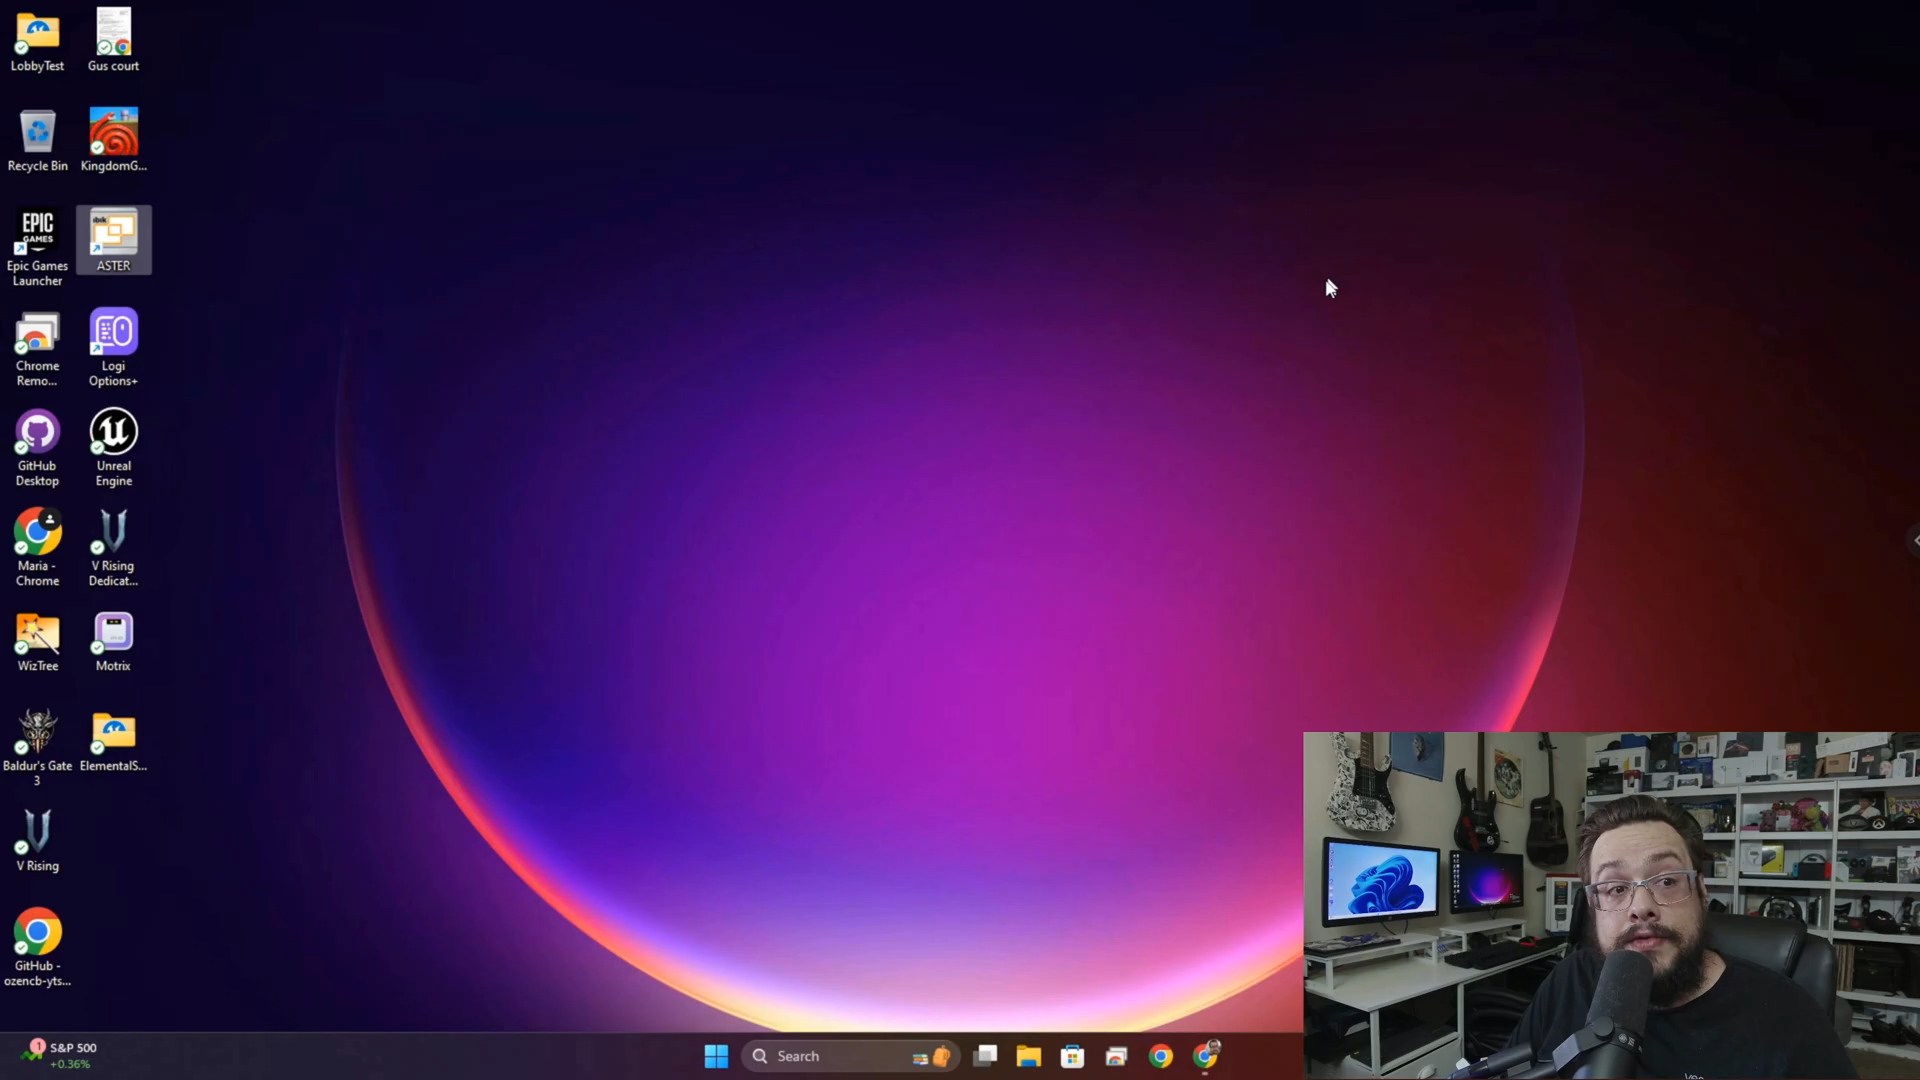 LobbyTest
Gus court
Recycle Bin
KingdomG...
EPIC
GAMES
Epic Games
Launcher
ibik
ASTER
Chrome
Remo...
Logi
Options+
GitHub
Desktop
Unreal
Engine
Maria -
Chrome
V Rising
Dedicat...
WizTree
Motrix
Baldur's Gate
3
ElementalS...
V Rising
GitHub -
ozencb-yts...
1
S&P 500
+0.36%
Search